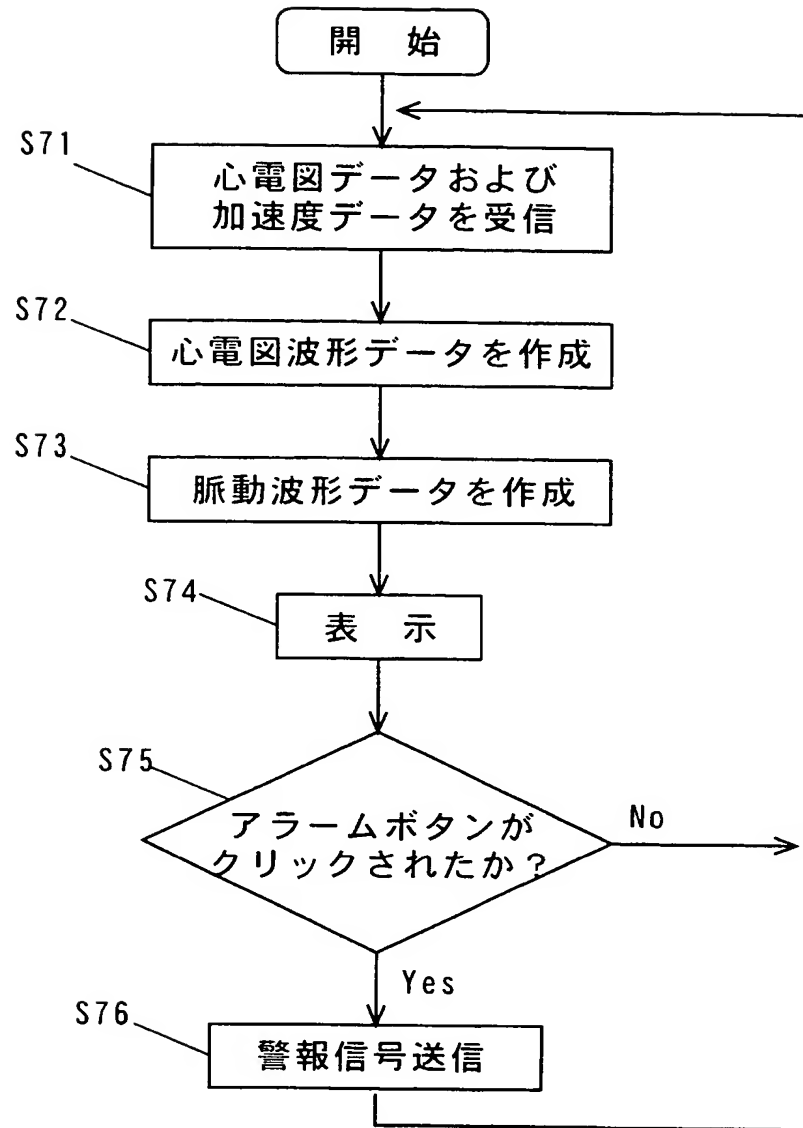 開 始
S71
心電図データおよび
加速度データを受信
S72
心電図波形データを作成
S73
脈動波形データを作成
S74
表 示
S75
アラームボタンが
クリックされたか?
No
Yes
S76
警報信号送信